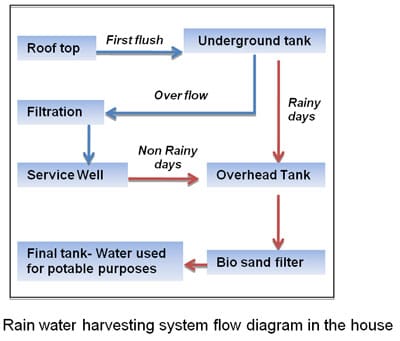 Roof top
First flush
Underground tank
Over flow
Filtration
Rainy
days
Non Rainy
days
Service Well
Overhead Tank
Final tank- Water used
for potable purposes
Bio sand filter
Rain water harvesting system flow diagram in the house